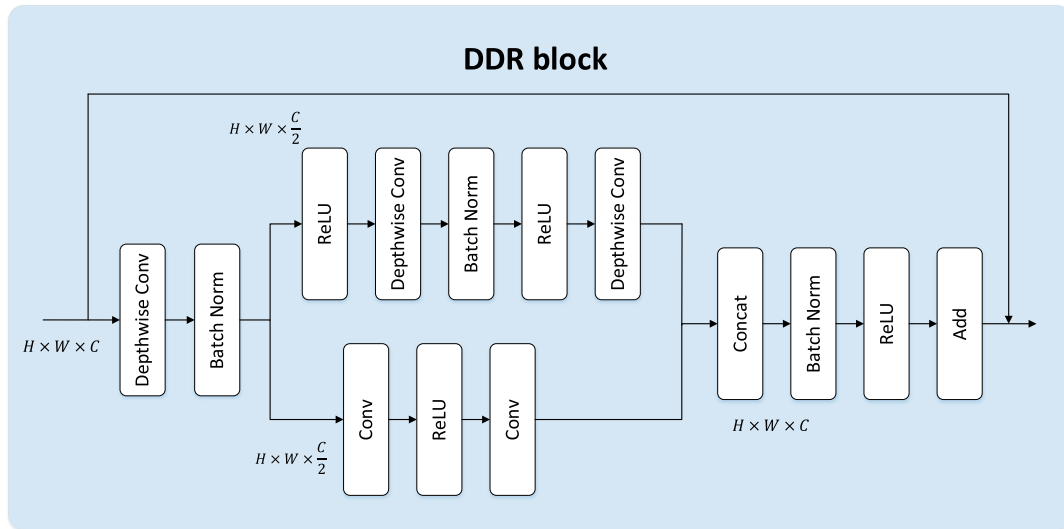 DDR block
H × W × C/2
ReLU
Depthwise Conv
Batch Norm
ReLU
Depthwise Conv
H × W × C
Depthwise Conv
Batch Norm
Concat
Batch Norm
ReLU
Add
H × W × C
Conv
ReLU
Conv
H × W × C/2